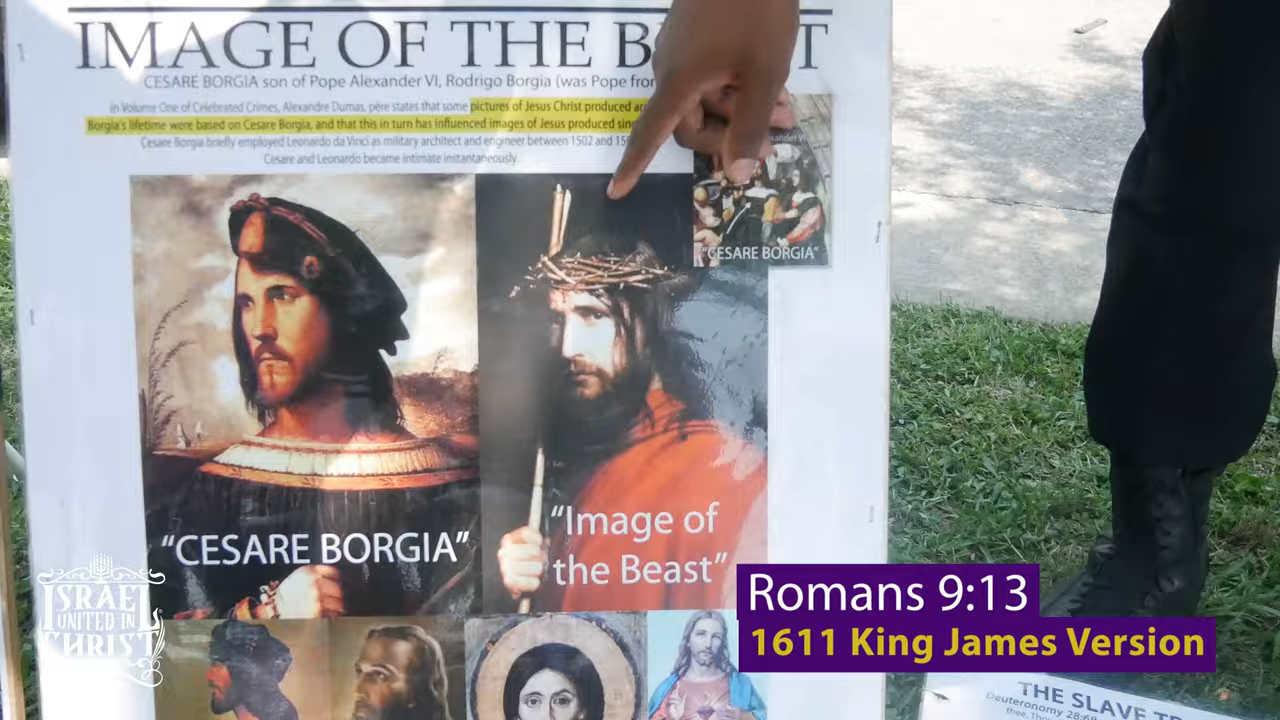 IMAGE OF THE B T
CESARE BORGIA son of Pope Alexander VI, Rodrigo Borgia (was Pope from
In Volume One of Celebrated Crimes, Alexandre Dumas, père states that some pictures of Jesus Christ produced
Borgia's lifetime were based on Cesare Borgia, and that this in turn has influenced images of Jesus produced
Cesare Borgia briefly employed Leonardo da Vinci as military architect and engineer between 1502 and
Cesare and Leonardo became intimate instantaneously
VI
"CESARE BORGIA"
"CESARE BORGIA"
"Image of
the Beast"
Romans 9:13
1611 King James Version
ISRAEL
UNITED IN
CHRIST
THE SLAVE
Deuteronomy 28:68